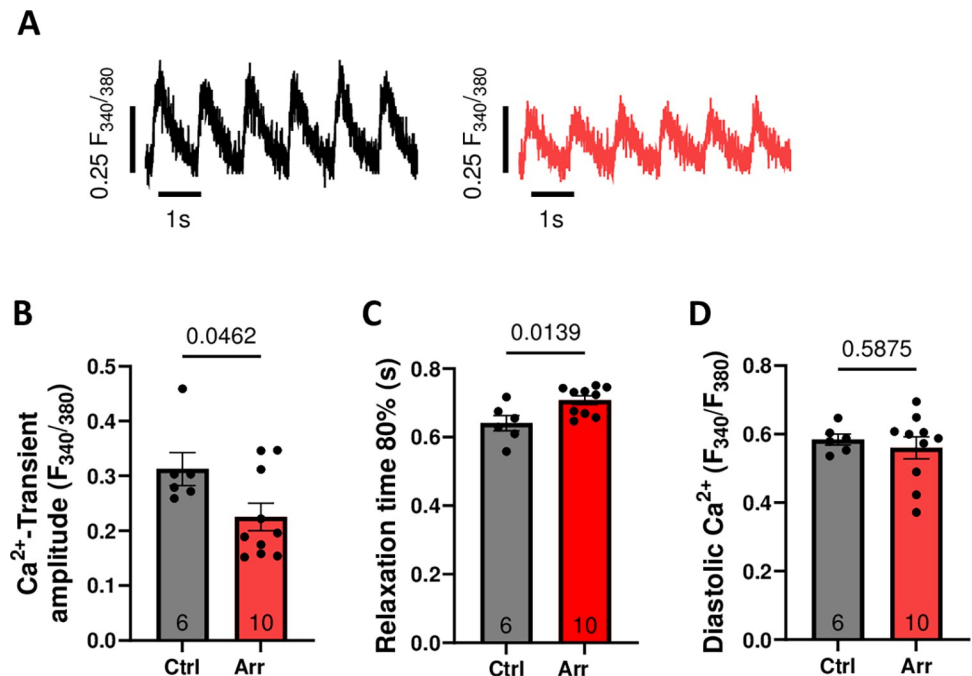 A
0.25 F340/380
1s
0.25 F340/380
1s
B
0.0462
Ca2+-Transient
amplitude (F340/380)
0.5
0.4
0.3
0.2
0.1
0.0
6
10
Ctrl
Arr
C
0.0139
Relaxation time 80% (s)
0.8
0.6
0.4
0.2
0.0
6
10
Ctrl
Arr
D
0.5875
Diastolic Ca2+ (F340/F380)
0.8
0.6
0.4
0.2
0.0
6
10
Ctrl
Arr